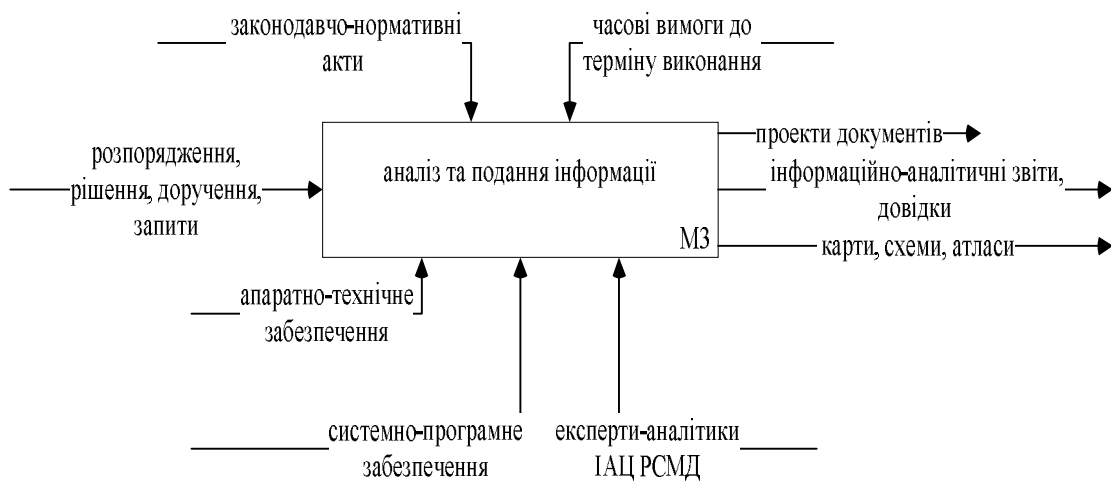 законодавчо-нормативні
акти
часові вимоги до
терміну виконання
розпорядження,
рішення, доручення,
запити
аналіз та подання інформації
М3
проекти документів
інформаційно-аналітичні звіти,
довідки
карти, схеми, атласи
апаратно-технічне
забезпечення
системно-програмне
забезпечення
експерти-аналітики
ІАЦ РСМД